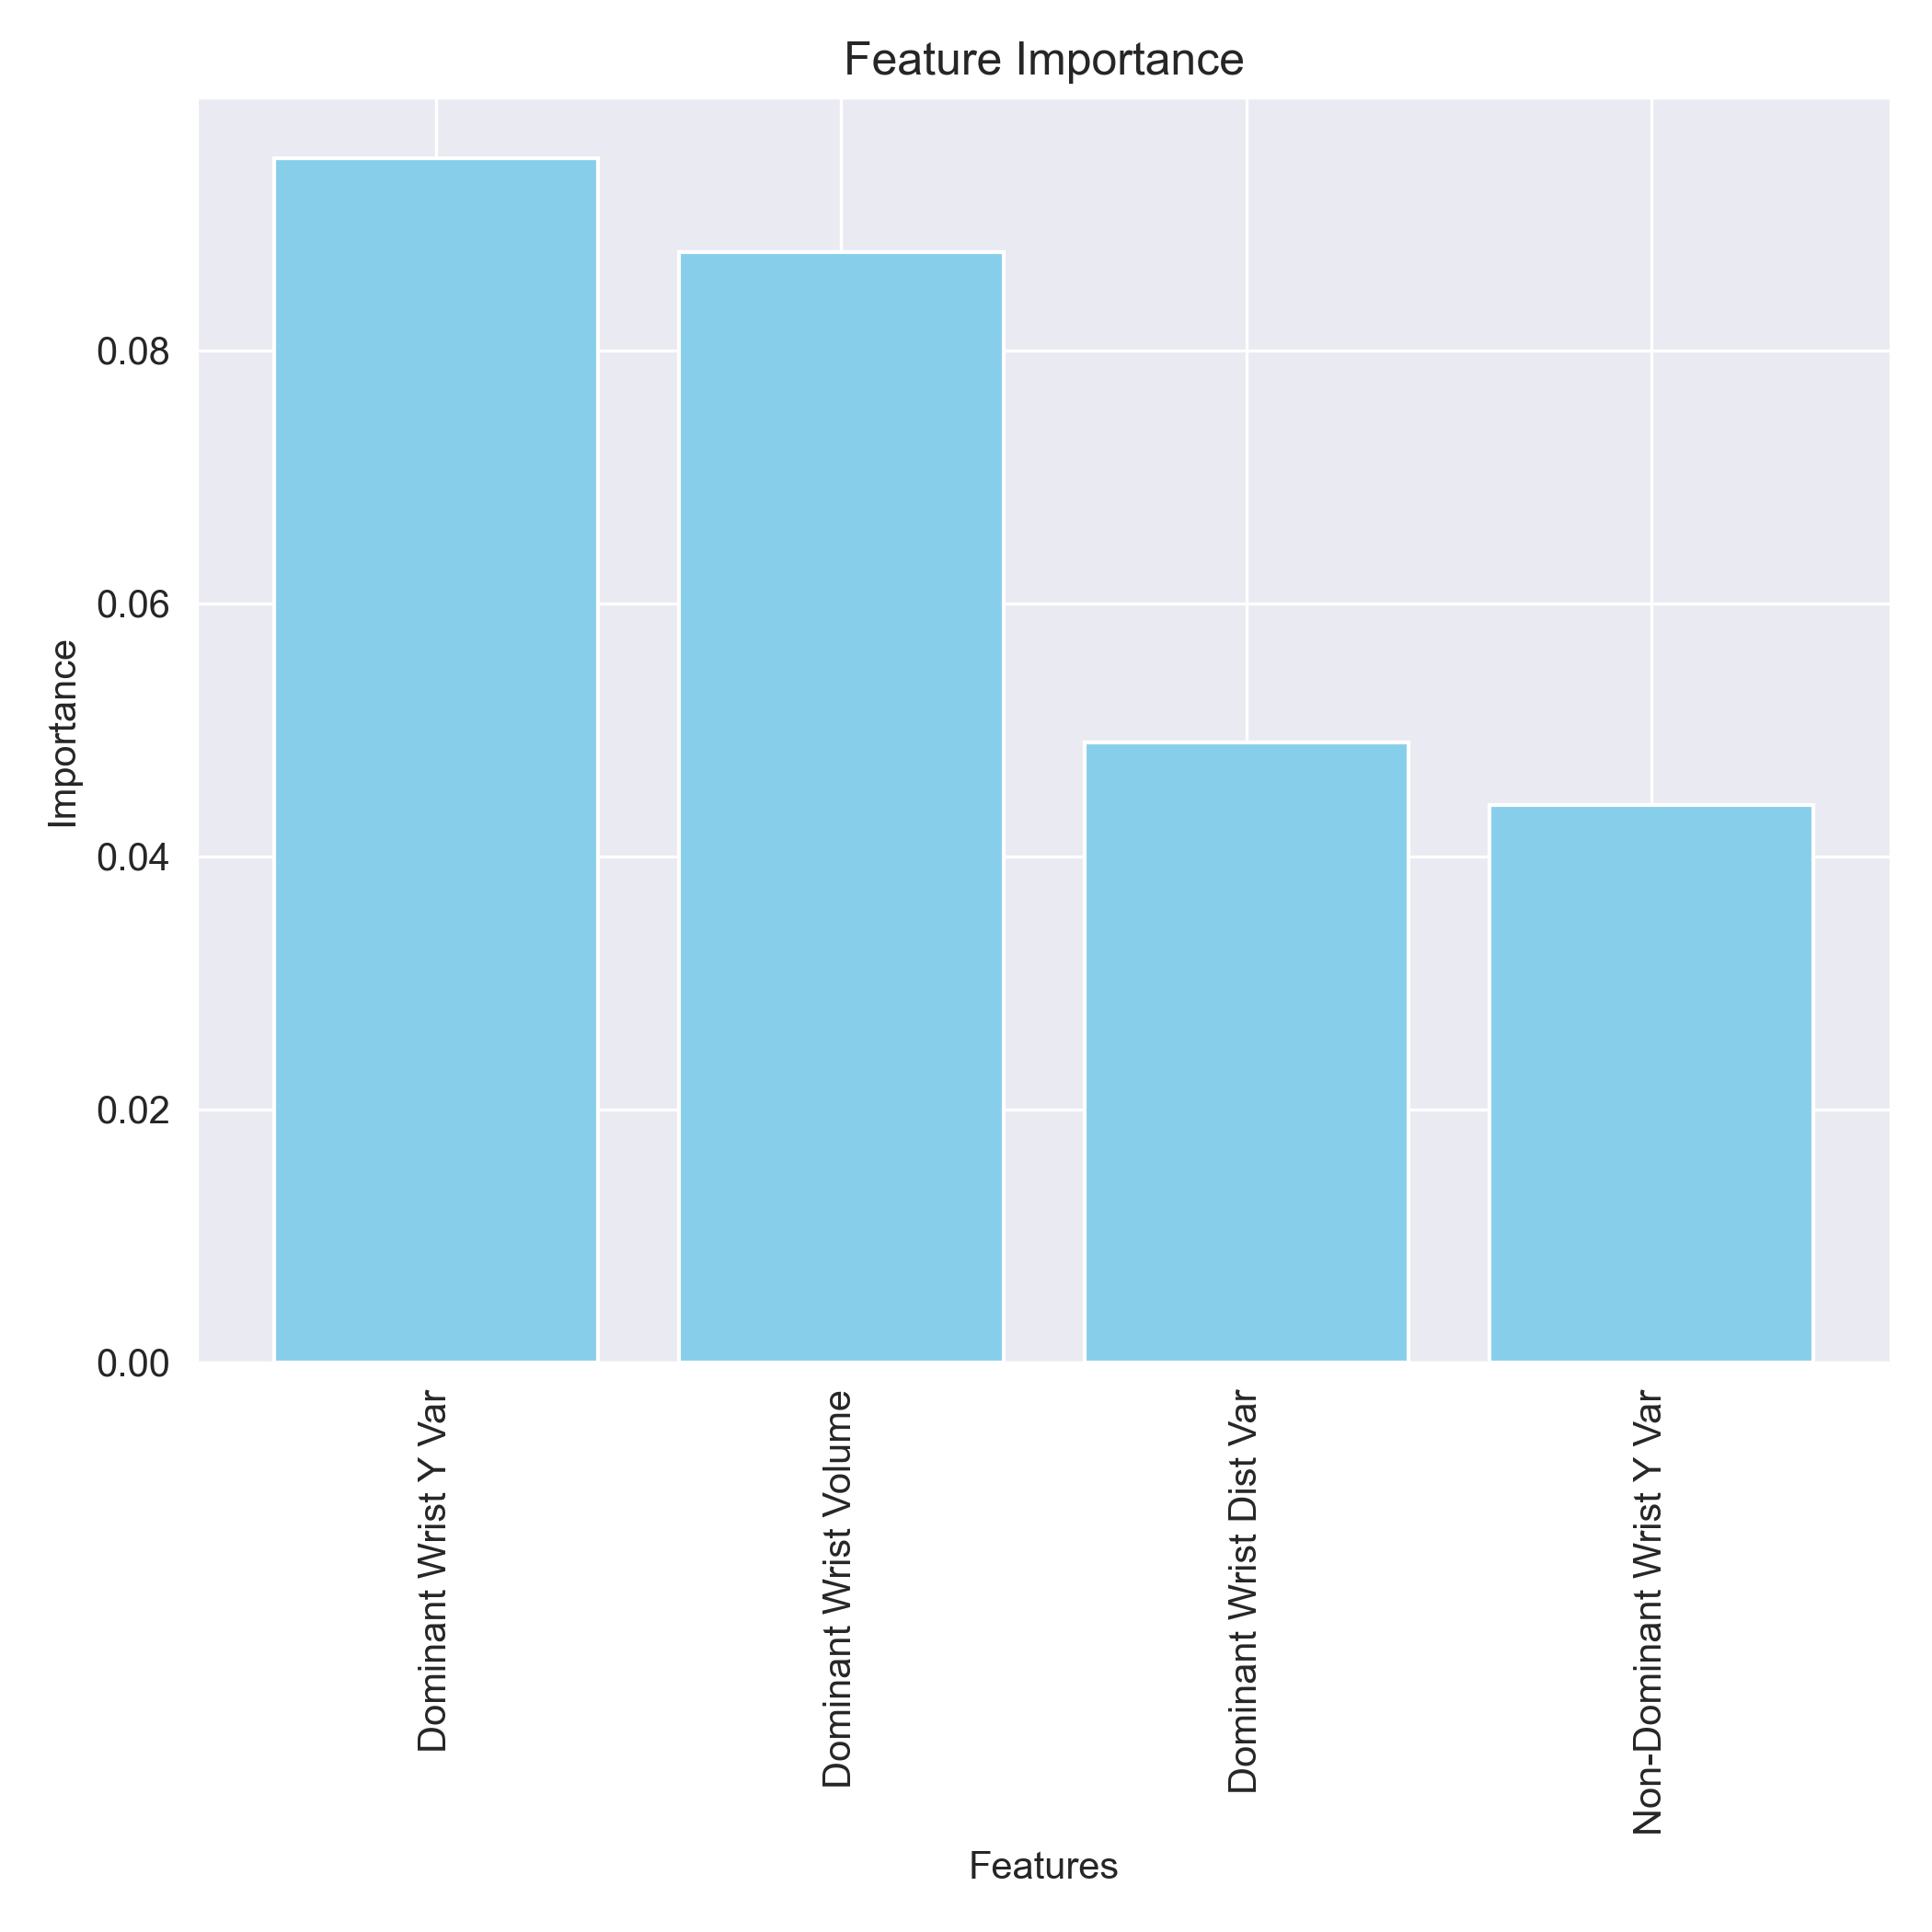 Feature Importance
Importance
0.08
0.06
0.04
0.02
0.00
Dominant Wrist Y Var
Dominant Wrist Volume
Dominant Wrist Dist Var
Non-Dominant Wrist Y Var
Features